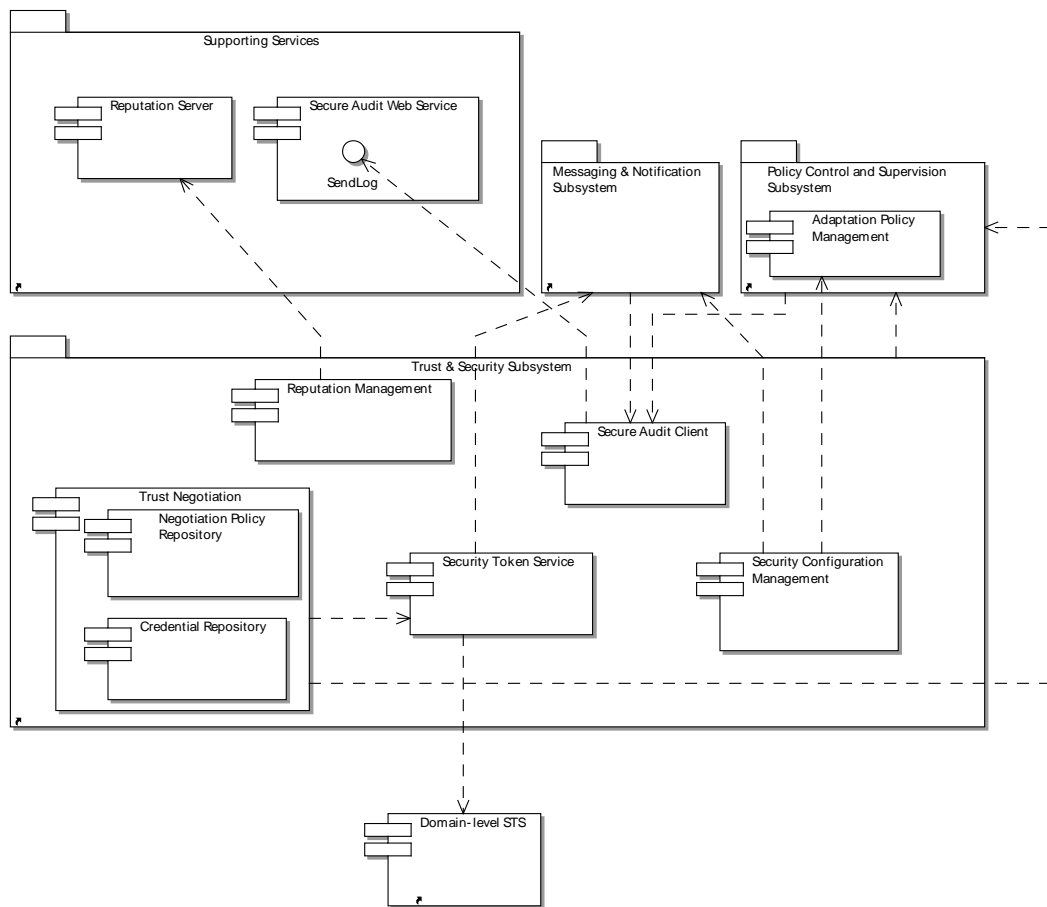 Supporting Services
Reputation Server
Secure Audit Web Service
SendLog
Messaging & Notification
Subsystem
Policy Control and Supervision
Subsystem
Adaptation Policy
Management
Trust & Security Subsystem
Reputation Management
Secure Audit Client
Trust Negotiation
Negotiation Policy
Repository
Security Token Service
Security Configuration
Management
Credential Repository
Domain-level STS